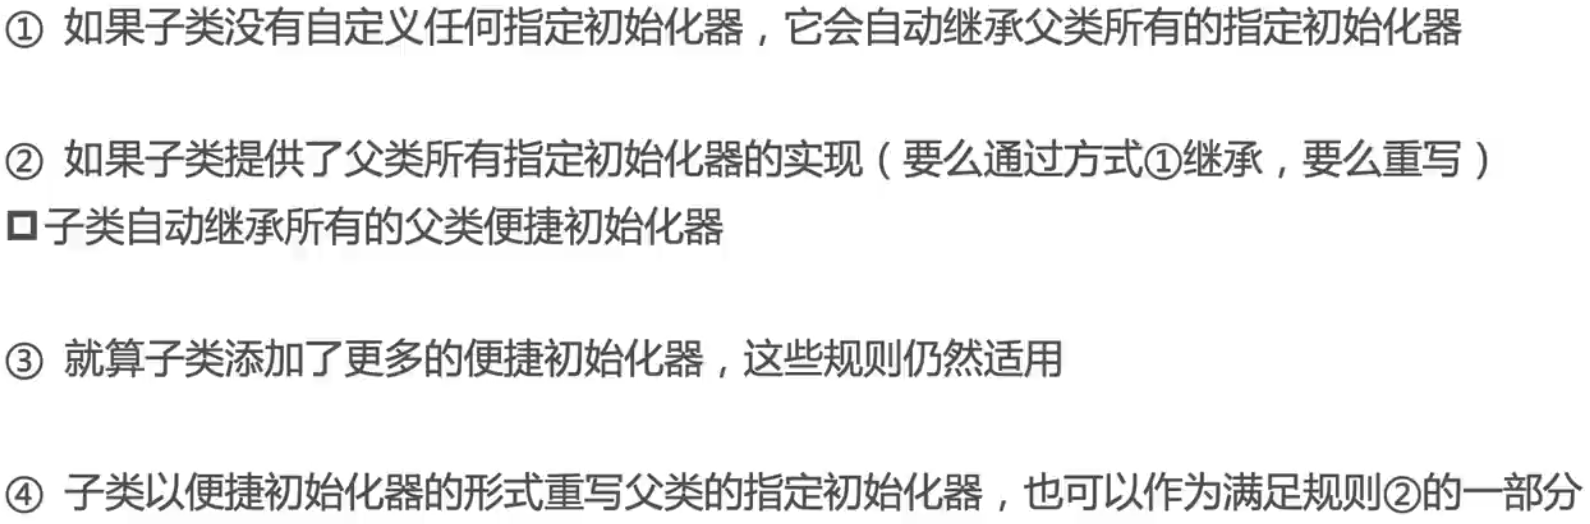 ① 如果子类没有自定义任何指定初始化器，它会自动继承父类所有的指定初始化器
② 如果子类提供了父类所有指定初始化器的实现（要么通过方式①继承，要么重写）
子类自动继承所有的父类便捷初始化器
③ 就算子类添加了更多的便捷初始化器，这些规则仍然适用
④ 子类以便捷初始化器的形式重写父类的指定初始化器，也可以作为满足规则②的一部分